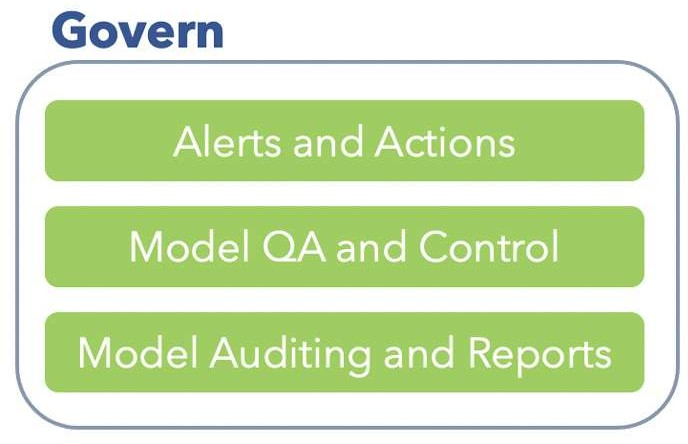 Govern
Alerts and Actions
Model QA and Control
Model Auditing and Reports